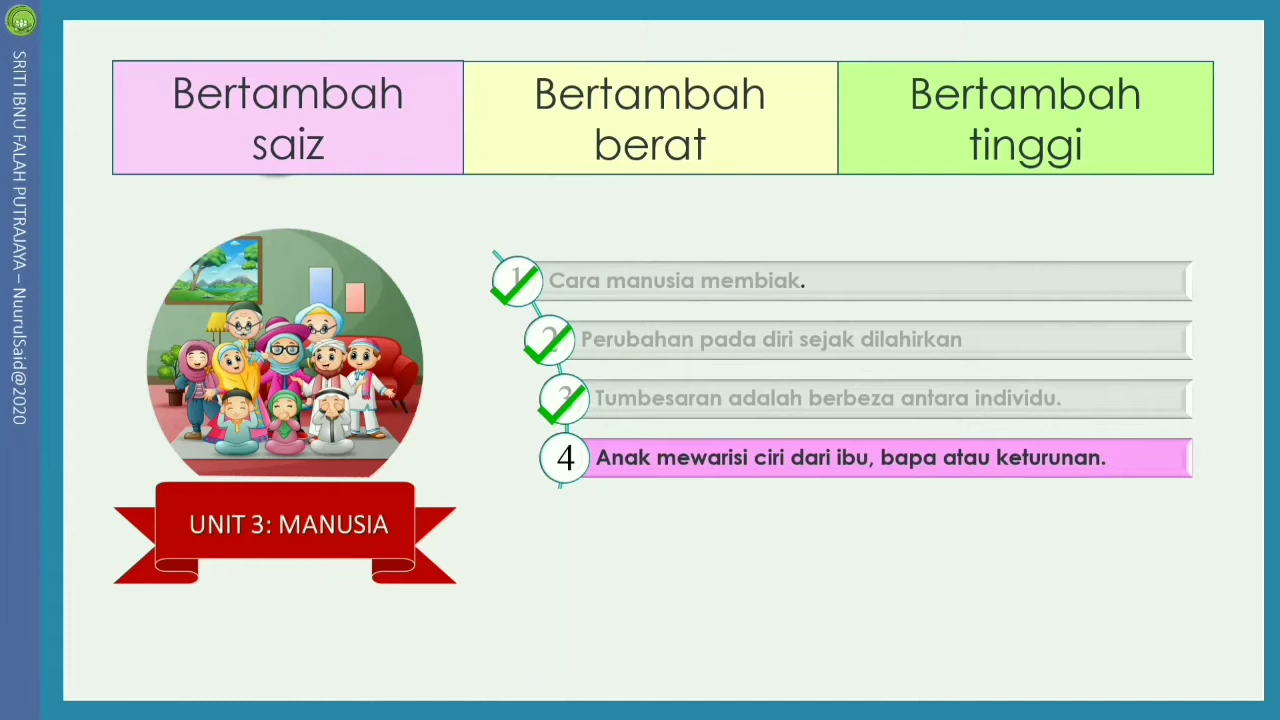 SRITI IBNU FALAH PUTRAJAYA – NuurulSaid@2020
Bertambah
saiz
Bertambah
berat
Bertambah
tinggi
1 Cara manusia membiak.
2 Perubahan pada diri sejak dilahirkan
3 Tumbesaran adalah berbeza antara individu.
4 Anak mewarisi ciri dari ibu, bapa atau keturunan.
UNIT 3: MANUSIA